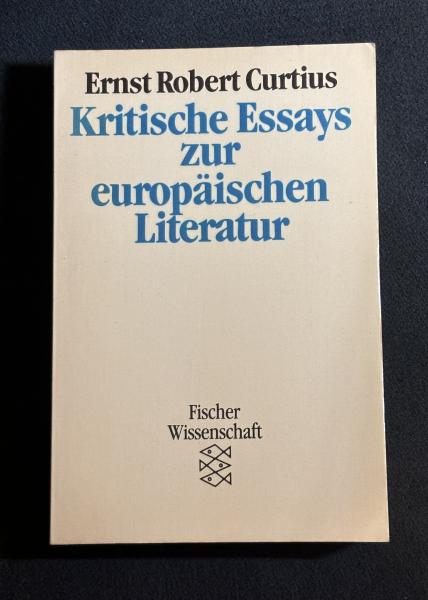 Ernst Robert Curtius
Kritische Essays
zur
europäischen
Literatur
Fischer
Wissenschaft